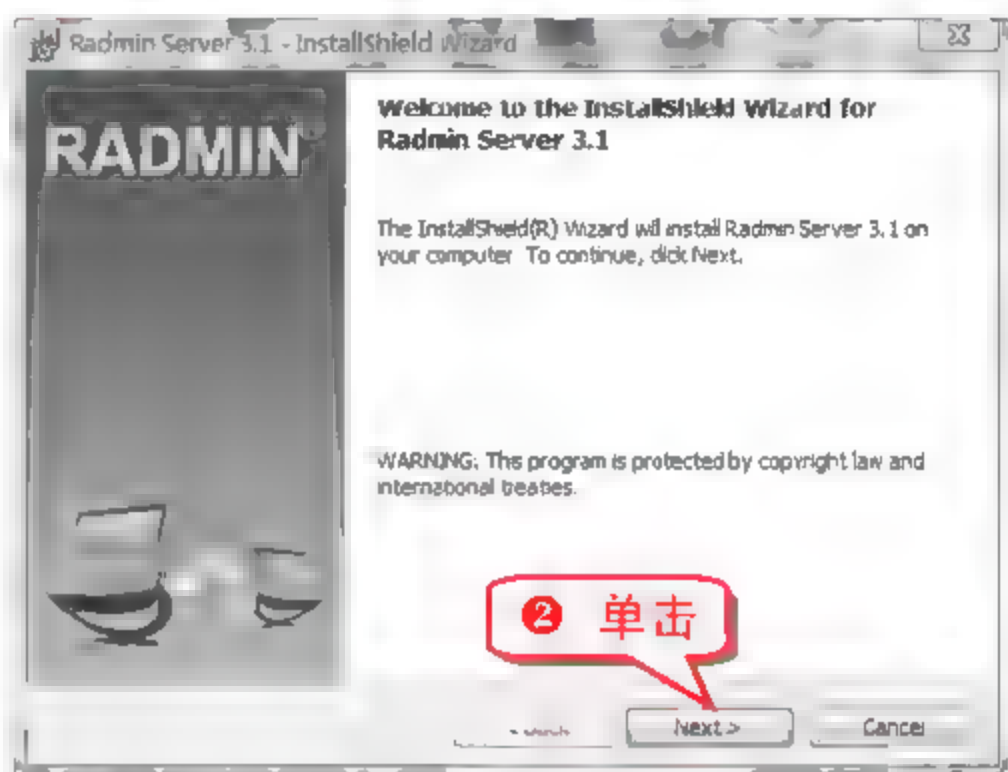 Radmin Server 3.1 - InstallShield Wizard
RADMIN
Welcome to the InstallShield Wizard for
Radmin Server 3.1
The InstallShield(R) Wizard will install Radmin Server 3.1 on
your computer. To continue, click Next.
WARNING: This program is protected by copyright law and
international treaties.
❷ 单击
Next >
Cancel